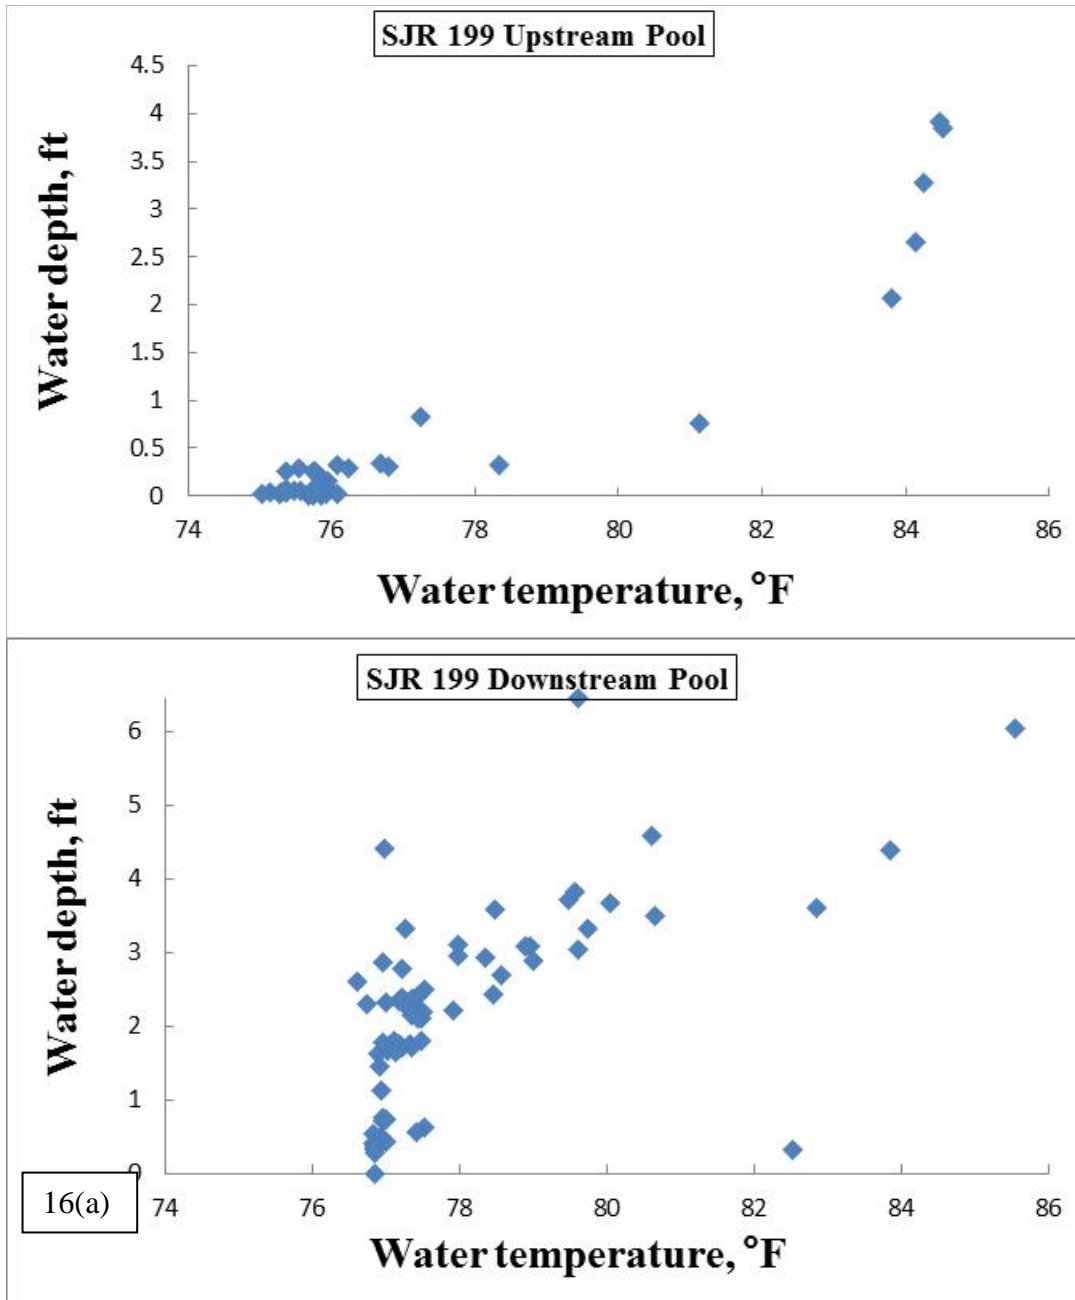 SJR 199 Upstream Pool
4.5
4
3.5
3
2.5
2
1.5
1
0.5
0
Water depth, ft
74 76 78 80 82 84 86
Water temperature, °F
SJR 199 Downstream Pool
6
5
4
3
2
1
0
Water depth, ft
74 76 78 80 82 84 86
16(a)
Water temperature, °F